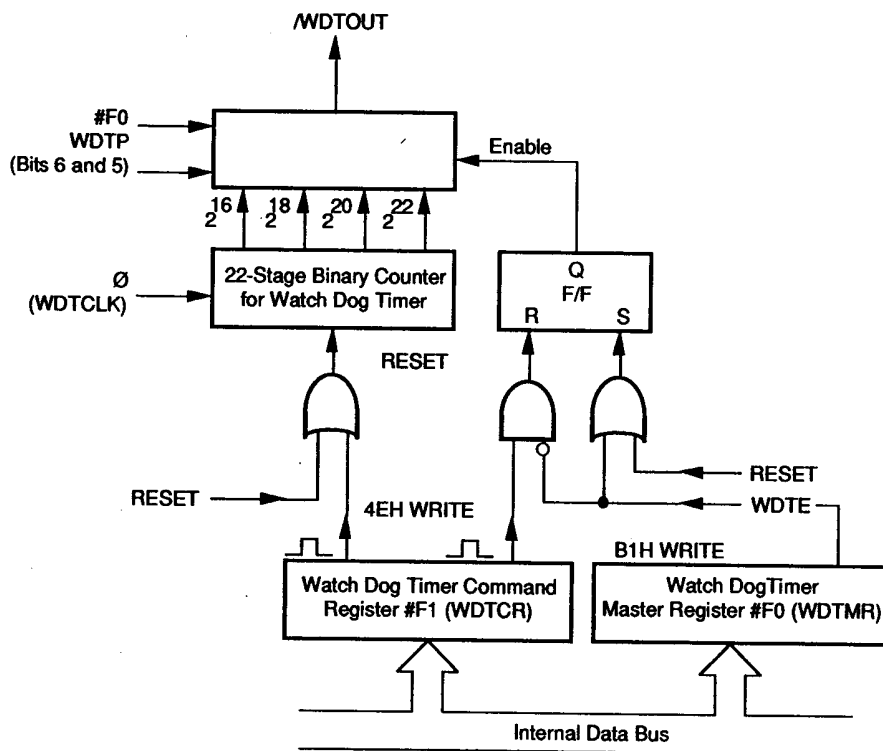 /WDTOUT
#F0
WDTP
(Bits 6 and 5)
Enable
2^16
2^18
2^20
2^22
Ø
(WDTCLK)
22-Stage Binary Counter
for Watch Dog Timer
Q
F/F
R
S
RESET
RESET
RESET
WDTE
4EH WRITE
B1H WRITE
Watch Dog Timer Command
Register #F1 (WDTCR)
Watch DogTimer
Master Register #F0 (WDTMR)
Internal Data Bus